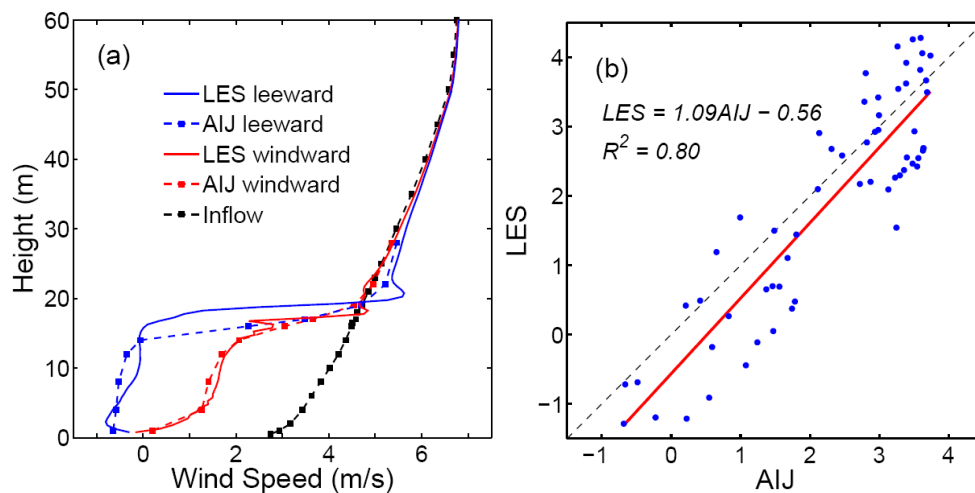 (a)
LES leeward
AIJ leeward
LES windward
AIJ windward
Inflow
60
50
40
30
20
10
0
Height (m)
0 2 4 6
Wind Speed (m/s)
(b)
LES = 1.09AIJ − 0.56
R² = 0.80
4
3
2
1
0
−1
LES
−1 0 1 2 3 4
AIJ